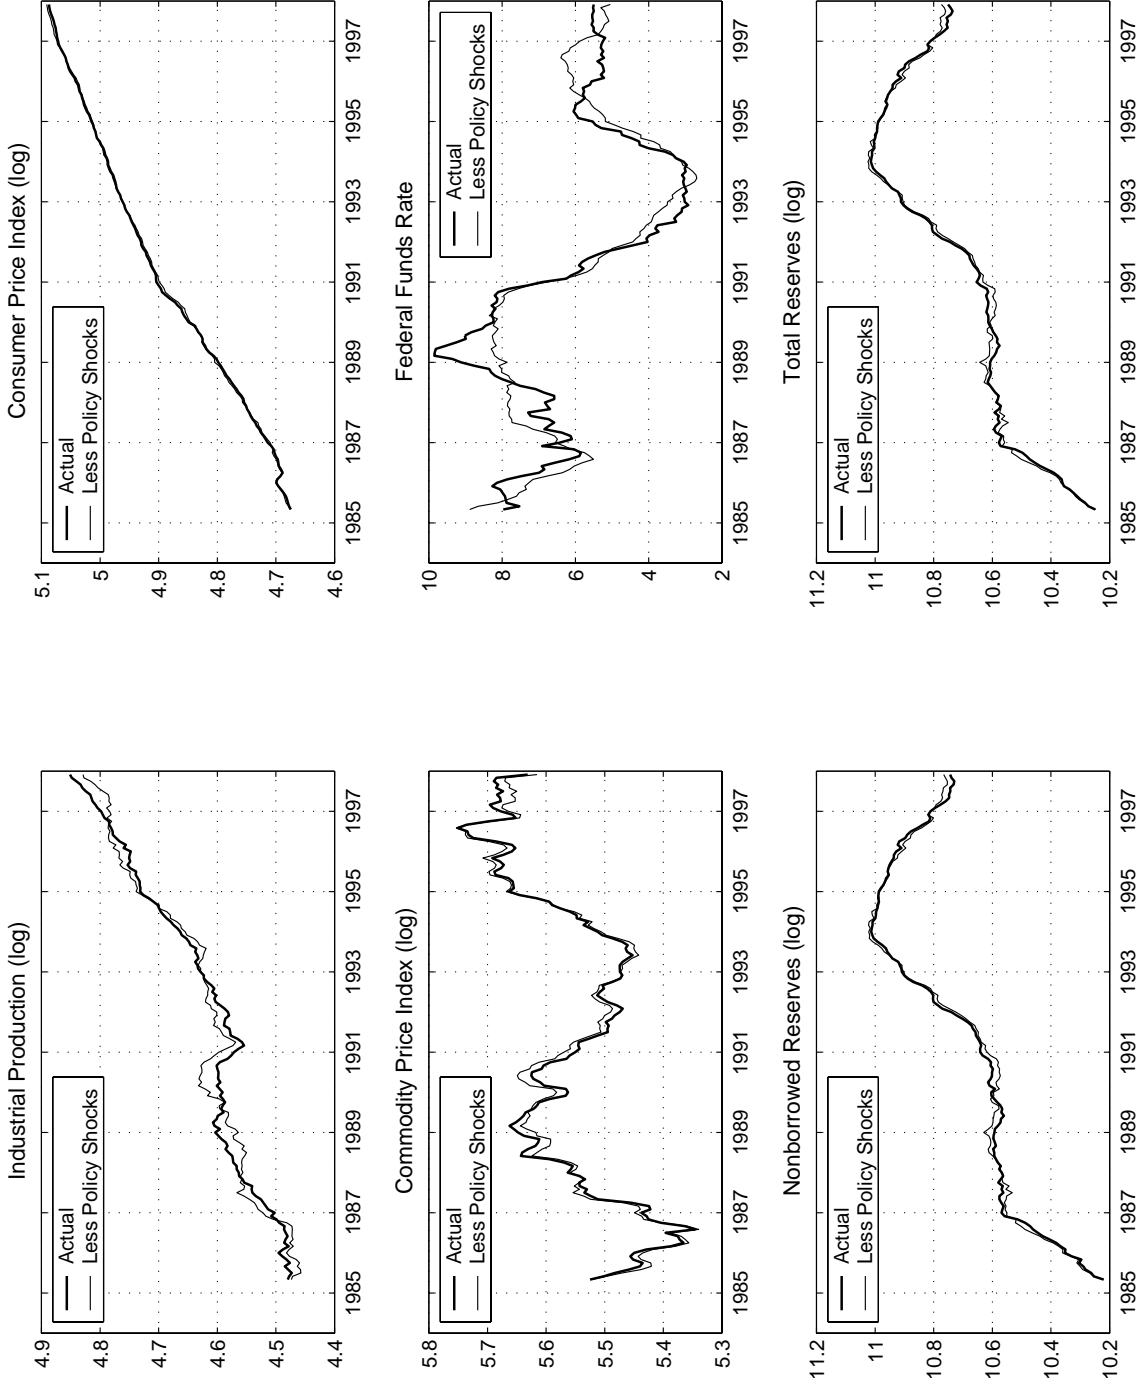 Industrial Production (log)
4.9
4.8
4.7
4.6
4.5
4.4
Actual
Less Policy Shocks
1985 1987 1989 1991 1993 1995 1997
Consumer Price Index (log)
5.1
5
4.9
4.8
4.7
4.6
Actual
Less Policy Shocks
1985 1987 1989 1991 1993 1995 1997
Commodity Price Index (log)
5.8
5.7
5.6
5.5
5.4
5.3
Actual
Less Policy Shocks
1985 1987 1989 1991 1993 1995 1997
Federal Funds Rate
10
8
6
4
2
Actual
Less Policy Shocks
1985 1987 1989 1991 1993 1995 1997
Nonborrowed Reserves (log)
11.2
11
10.8
10.6
10.4
10.2
Actual
Less Policy Shocks
1985 1987 1989 1991 1993 1995 1997
Total Reserves (log)
11.2
11
10.8
10.6
10.4
10.2
Actual
Less Policy Shocks
1985 1987 1989 1991 1993 1995 1997